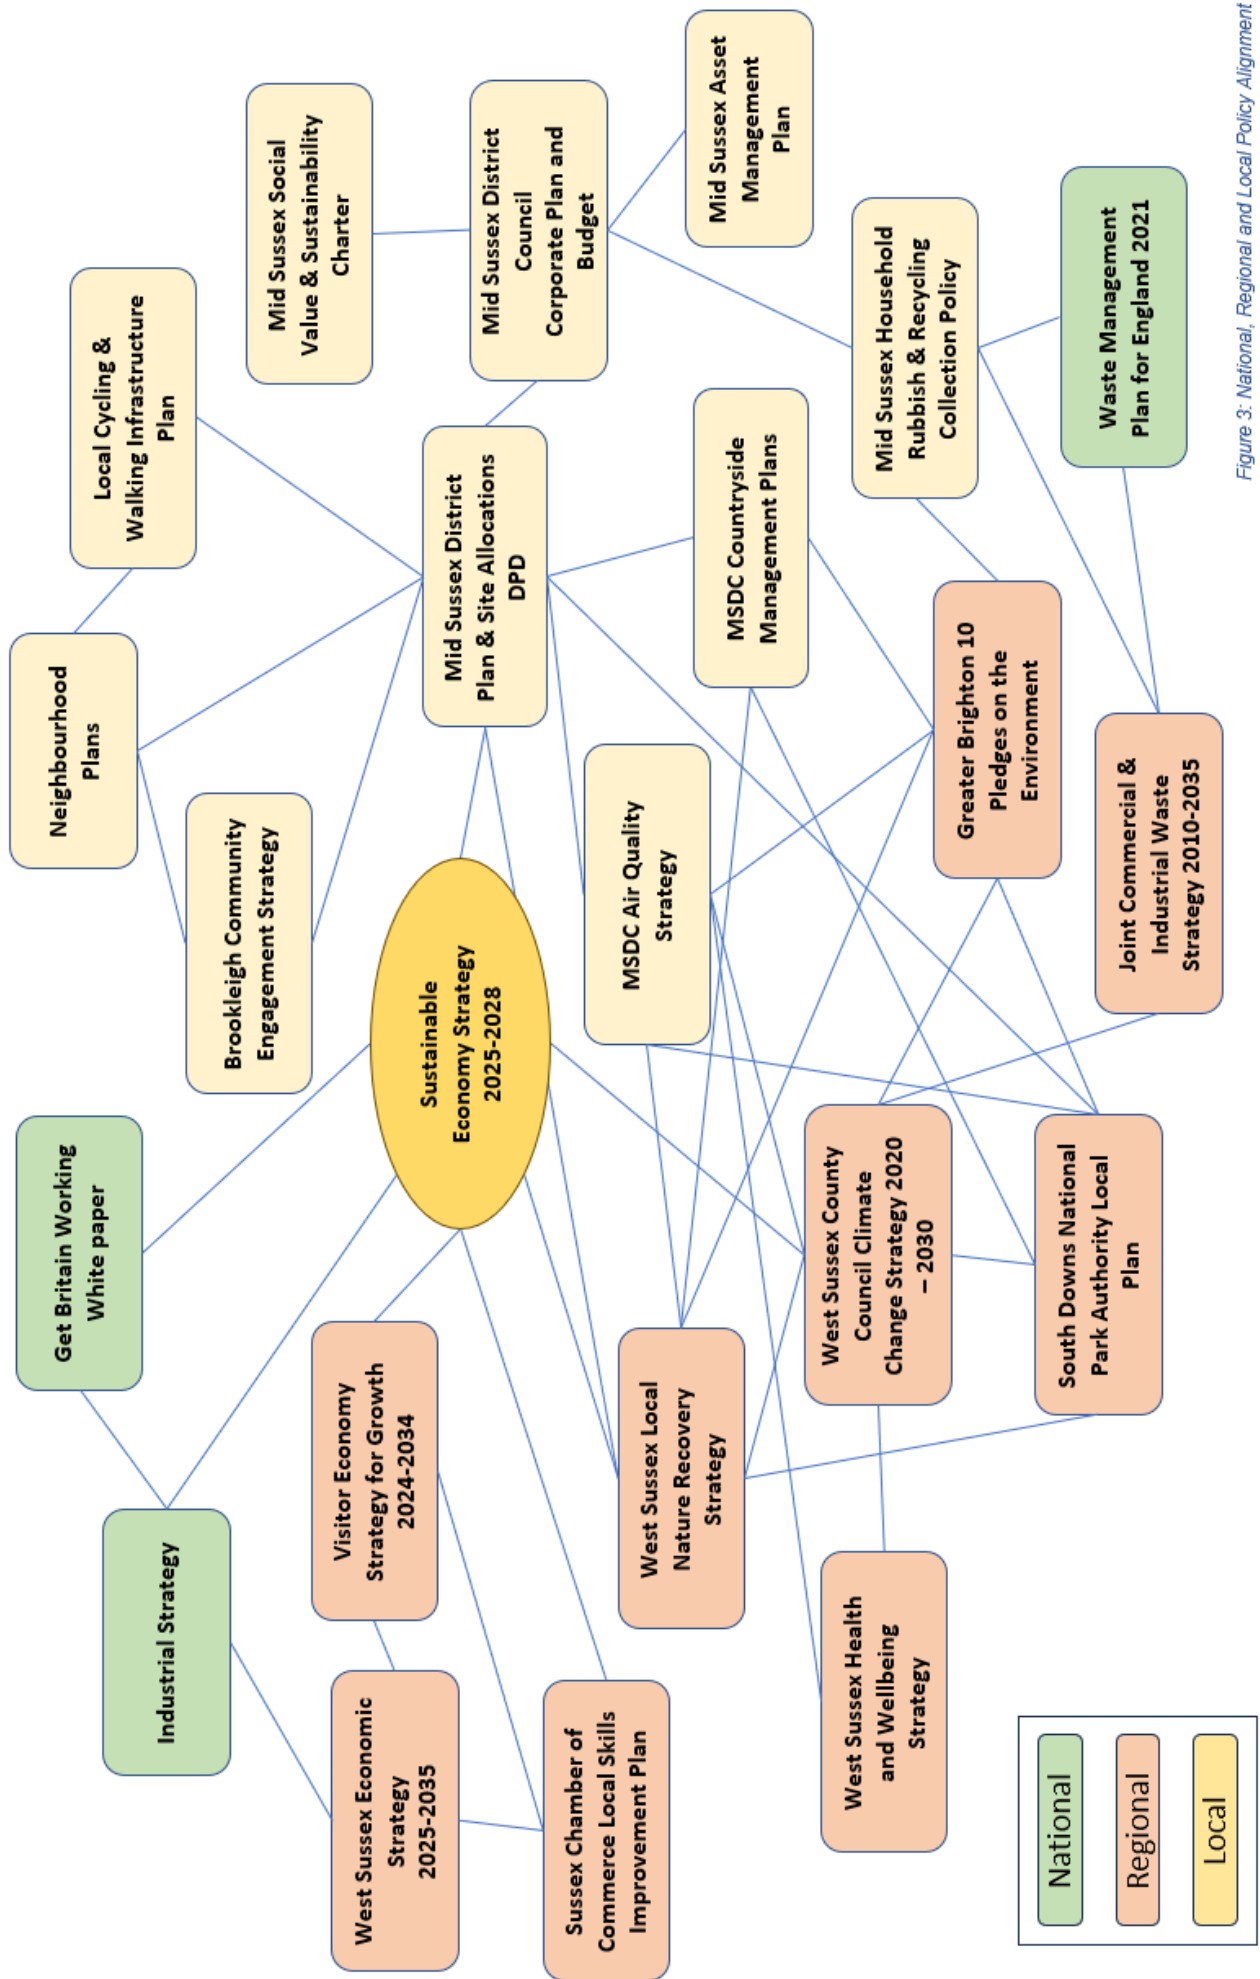 Industrial Strategy
Get Britain Working
White paper
Neighbourhood
Plans
Local Cycling &
Walking Infrastructure
Plan
Brookleigh Community
Engagement Strategy
Mid Sussex Social
Value & Sustainability
Charter
West Sussex Economic
Strategy
2025-2035
Visitor Economy
Strategy for Growth
2024-2034
Sustainable
Economy Strategy
2025-2028
Mid Sussex District
Plan & Site Allocations
DPD
Mid Sussex District
Council
Corporate Plan and
Budget
Sussex Chamber of
Commerce Local Skills
Improvement Plan
West Sussex Local
Nature Recovery
Strategy
MSDC Air Quality
Strategy
MSDC Countryside
Management Plans
Mid Sussex Asset
Management
Plan
West Sussex Health
and Wellbeing
Strategy
West Sussex County
Council Climate
Change Strategy 2020
– 2030
Greater Brighton 10
Pledges on the
Environment
Mid Sussex Household
Rubbish & Recycling
Collection Policy
South Downs National
Park Authority Local
Plan
Joint Commercial &
Industrial Waste
Strategy 2010-2035
Waste Management
Plan for England 2021
National
Regional
Local
Figure 3: National, Regional and Local Policy Alignment